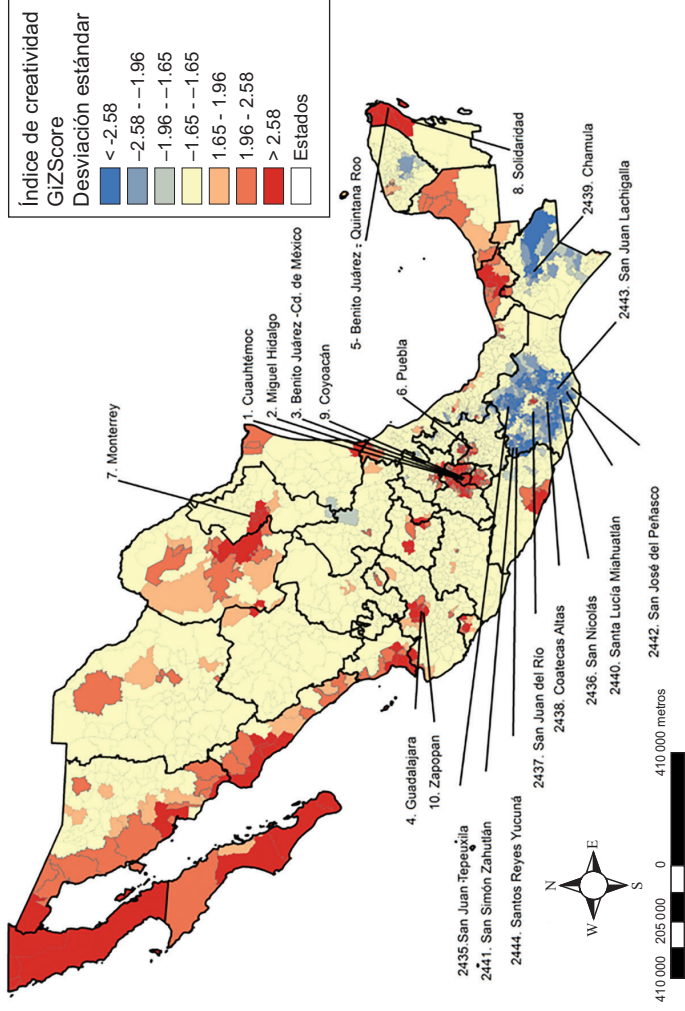 Índice de creatividad
GiZScore
Desviación estándar
< -2.58
−2.58 - −1.96
−1.96 - −1.65
−1.65 - −1.65
1.65 - 1.96
1.96 - 2.58
> 2.58
Estados
7. Monterrey
1. Cuauhtémoc
2. Miguel Hidalgo
3. Benito Juárez -Cd. de México
9. Coyoacán
5- Benito Juárez - Quintana Roo
6. Puebla
8. Solidaridad
2439. Chamula
2443. San Juan Lachigalla
4. Guadalajara
10. Zapopan
2435.San Juan Tepeuxila
2441. San Simón Zahutlán
2444. Santos Reyes Yucuná
2437. San Juan del Río
2438. Coatecas Altas
2436. San Nicolás
2440. Santa Lucía Miahuatlán
2442. San José del Peñasco
N
W
E
S
410 000 205 000 0 410 000 metros